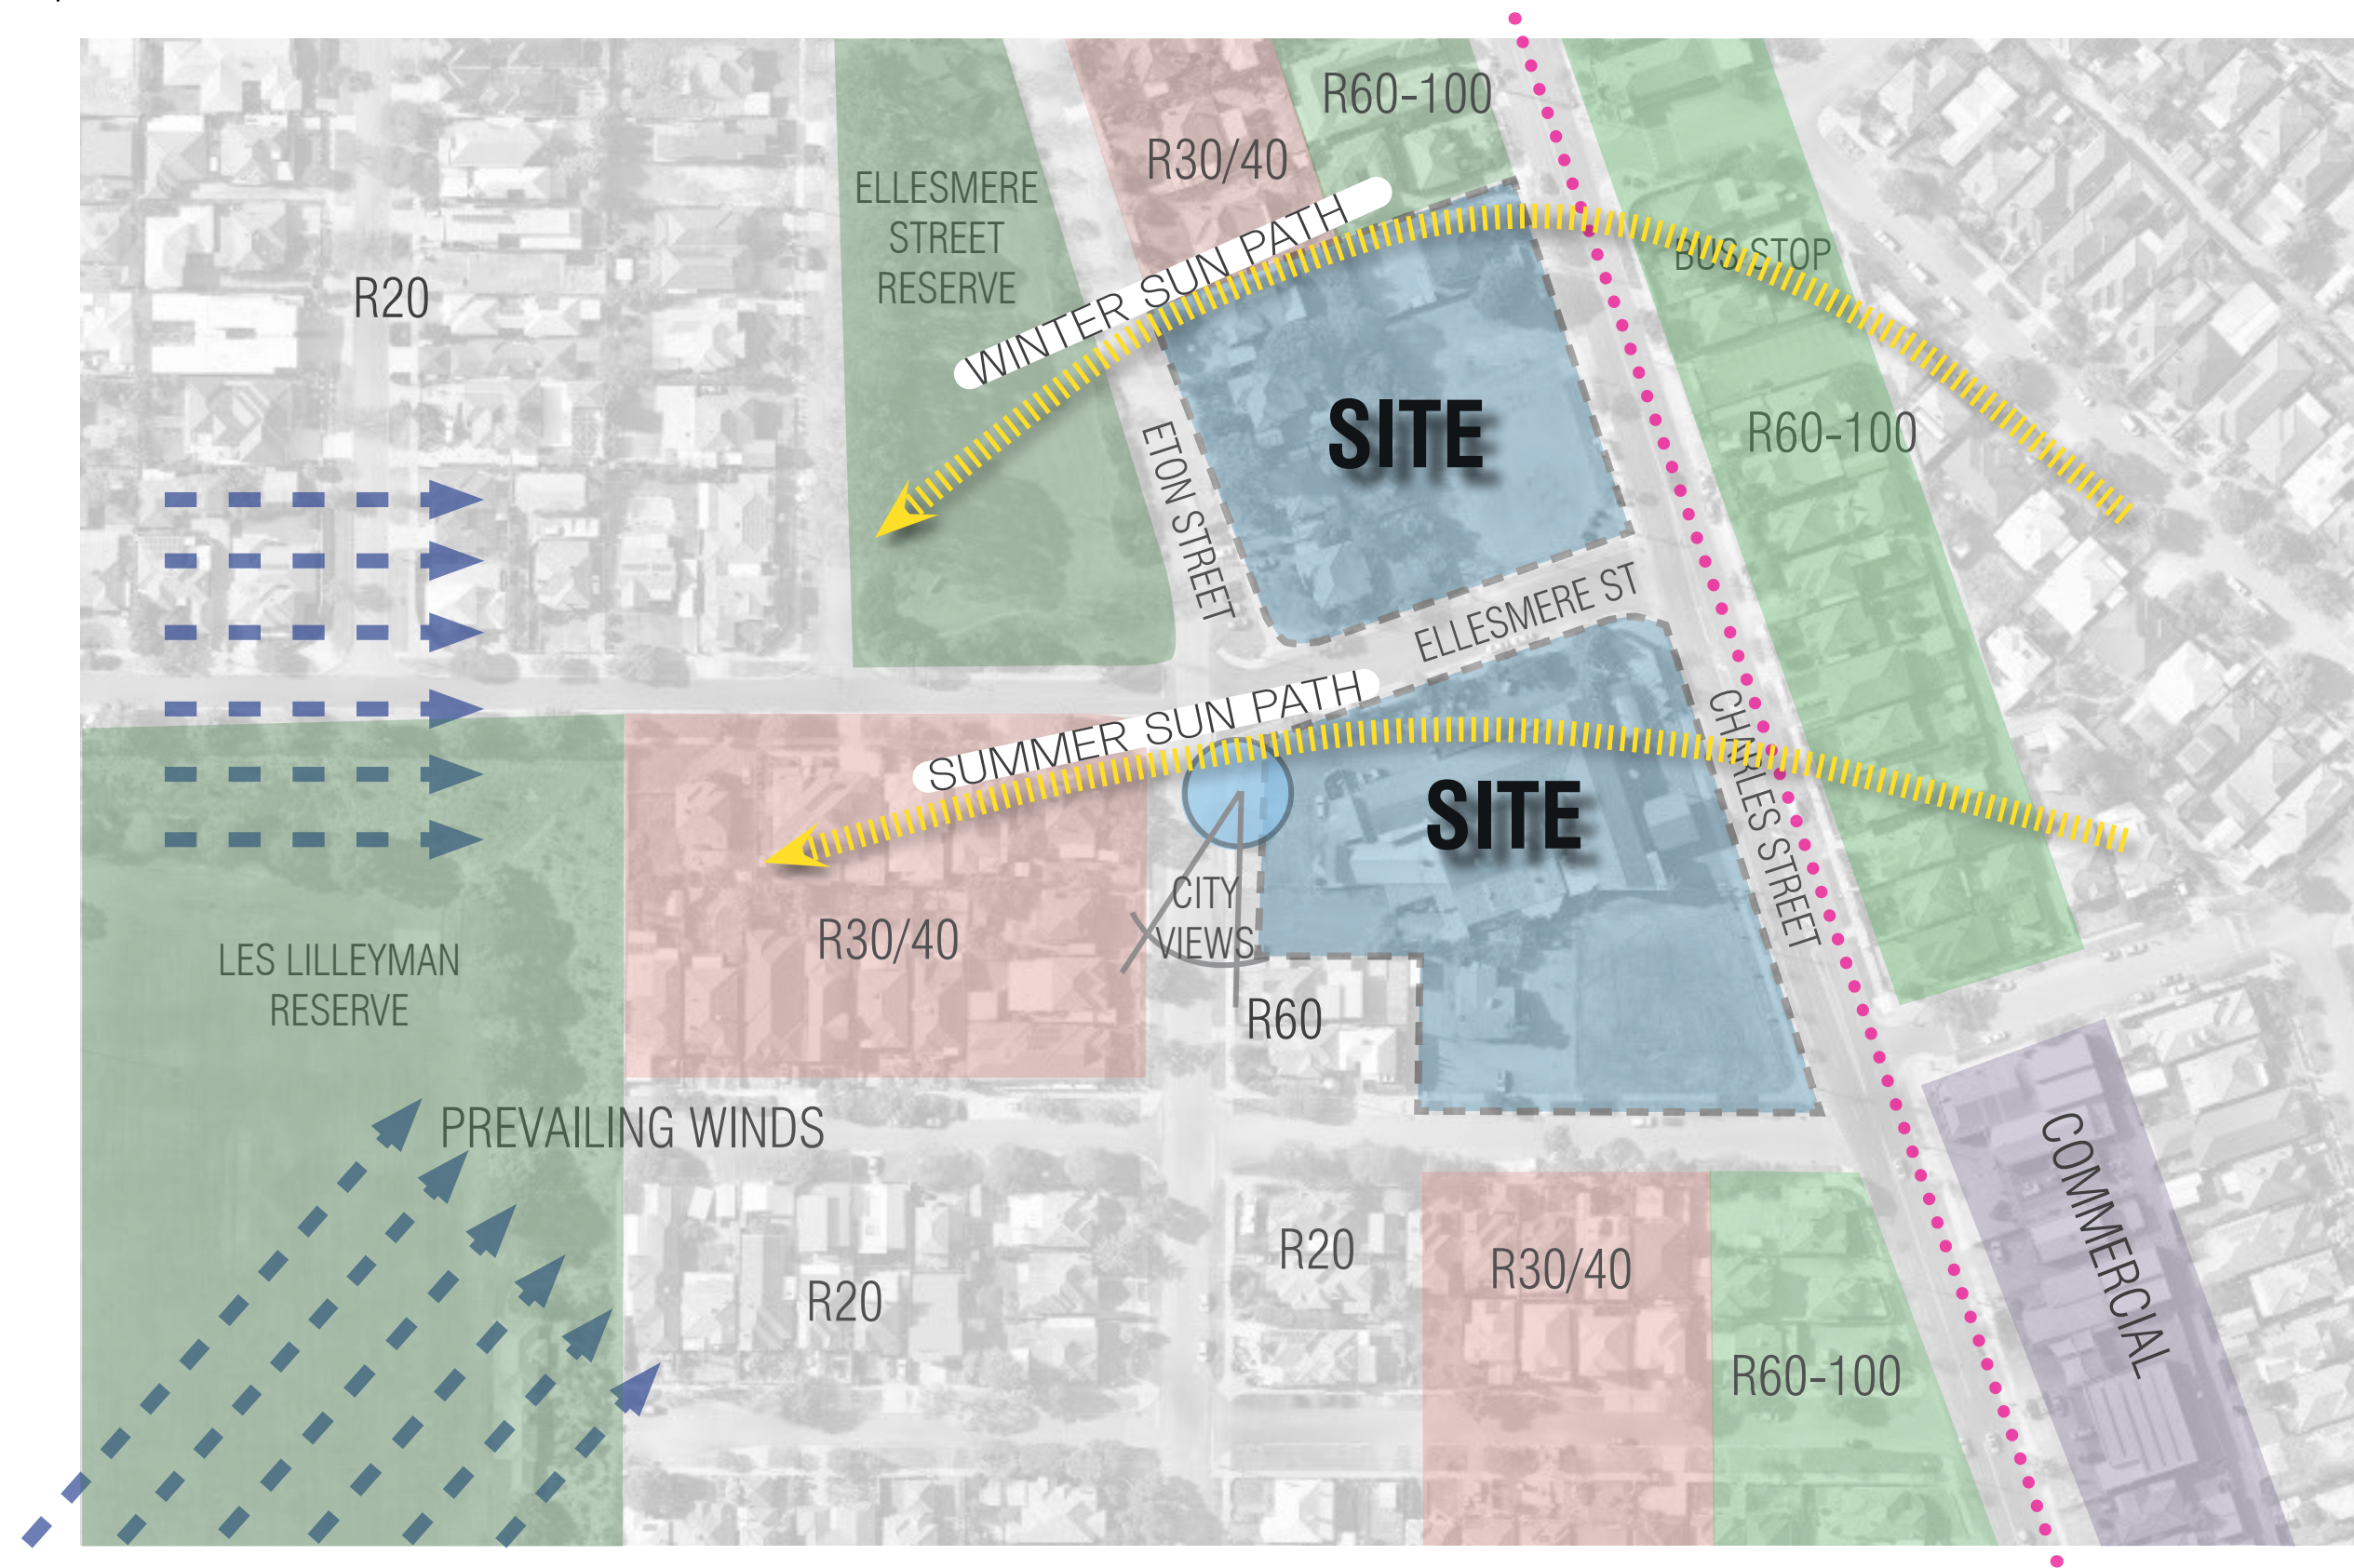 R60-100
R30/40
ELLESMERE
STREET
RESERVE
WINTER SUN PATH
BUS STOP
R20
SITE
R60-100
ETON STREET
ELLESMERE ST
SUMMER SUN PATH
CHARLES STREET
SITE
CITY
VIEWS
R30/40
LES LILLEYMAN
RESERVE
R60
PREVAILING WINDS
COMMERCIAL
R20
R30/40
R20
R60-100